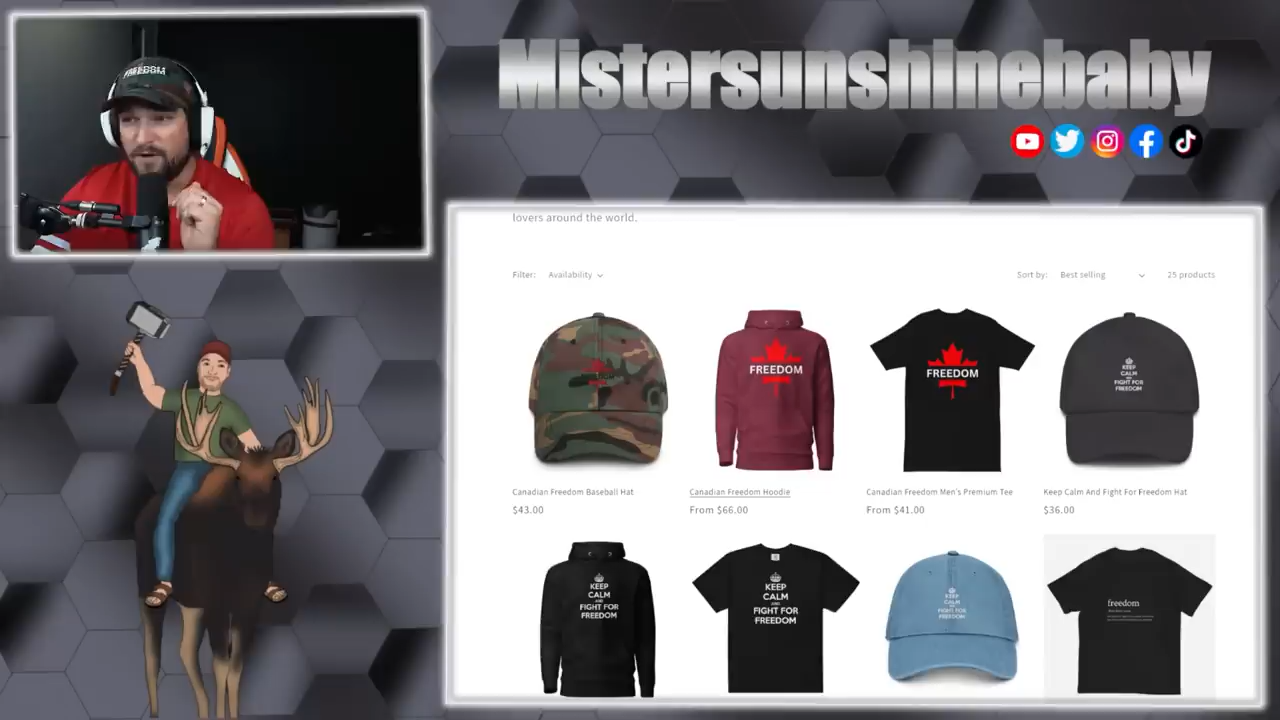 FREEDOM
Mistersunshinebaby
lovers around the world.
Filter: Availability
Sort by: Best selling 25 products
FREEDOM
FREEDOM
KEEP
CALM
AND
FIGHT FOR
FREEDOM
Canadian Freedom Baseball Hat
Canadian Freedom Hoodie
Canadian Freedom Men's Premium Tee
Keep Calm And Fight For Freedom Hat
$43.00
From $66.00
From $41.00
$36.00
KEEP
CALM
AND
FIGHT FOR
FREEDOM
KEEP
CALM
AND
FIGHT FOR
FREEDOM
KEEP
CALM
AND
FIGHT FOR
FREEDOM
freedom